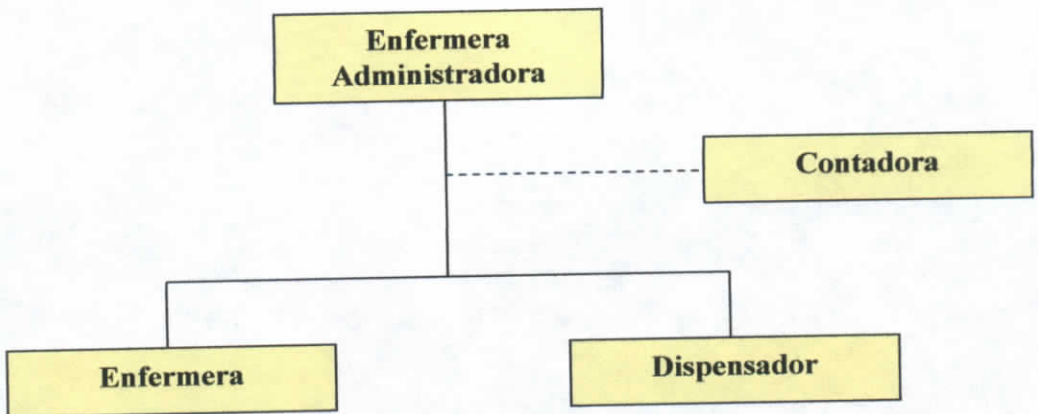 Enfermera
Administradora
Contadora
Enfermera
Dispensador